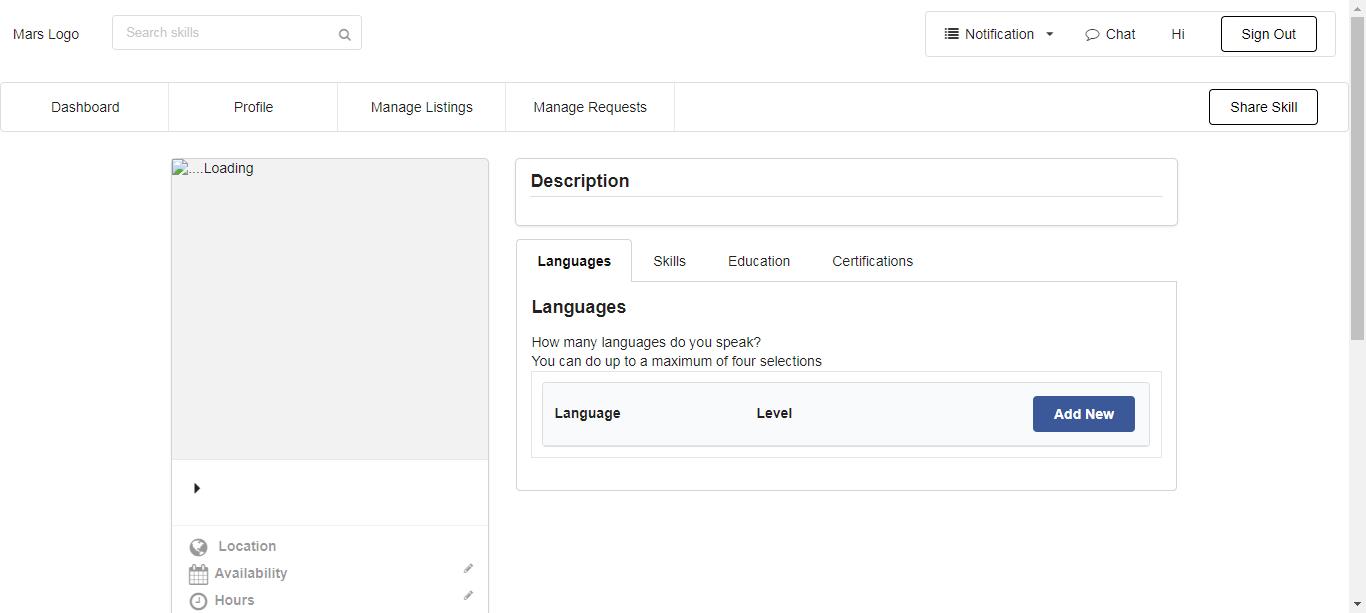 Mars Logo
Search skills
Notification
Chat
Hi
Sign Out
Dashboard
Profile
Manage Listings
Manage Requests
Share Skill
....Loading
Location
Availability
Hours
Description
Languages
Skills
Education
Certifications
Languages
How many languages do you speak?
You can do up to a maximum of four selections
Language
Level
Add New